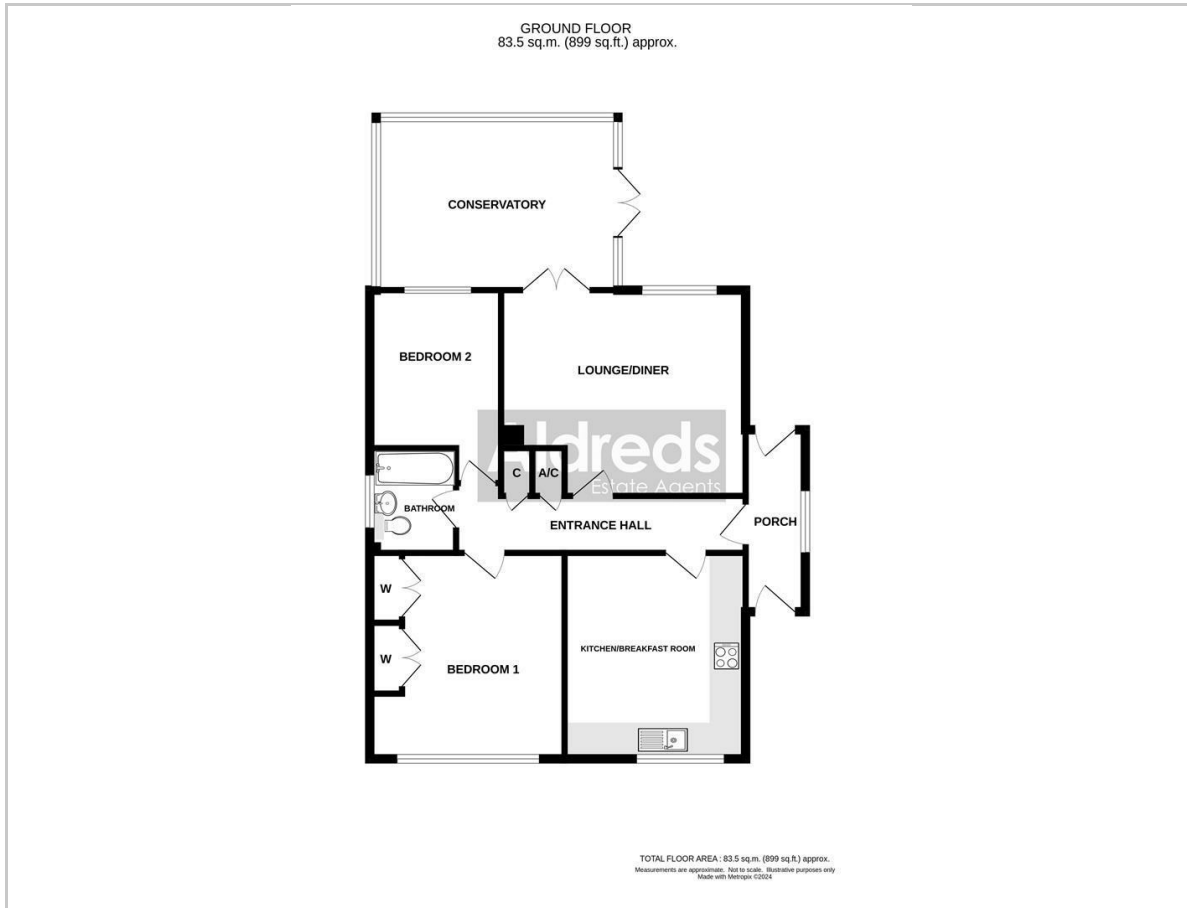 GROUND FLOOR
83.5 sq.m. (899 sq.ft.) approx.
CONSERVATORY
BEDROOM 2
LOUNGE/DINER
Aldreds
Estate Agents
C
A/C
BATHROOM
ENTRANCE HALL
PORCH
W
W
KITCHEN/BREAKFAST ROOM
BEDROOM 1
TOTAL FLOOR AREA : 83.5 sq.m. (899 sq.ft.) approx.
Measurements are approximate. Not to scale. Illustrative purposes only
Made with Metropix ©2024